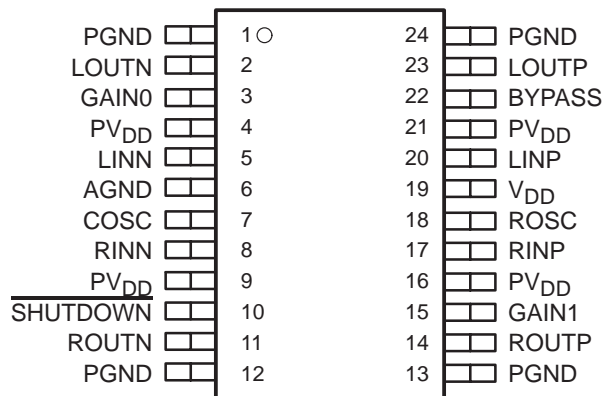 PGND 1 24 PGND
LOUTN 2 23 LOUTP
GAIN0 3 22 BYPASS
PVDD 4 21 PVDD
LINN 5 20 LINP
AGND 6 19 VDD
COSC 7 18 ROSC
RINN 8 17 RINP
PVDD 9 16 PVDD
SHUTDOWN 10 15 GAIN1
ROUTN 11 14 ROUTP
PGND 12 13 PGND